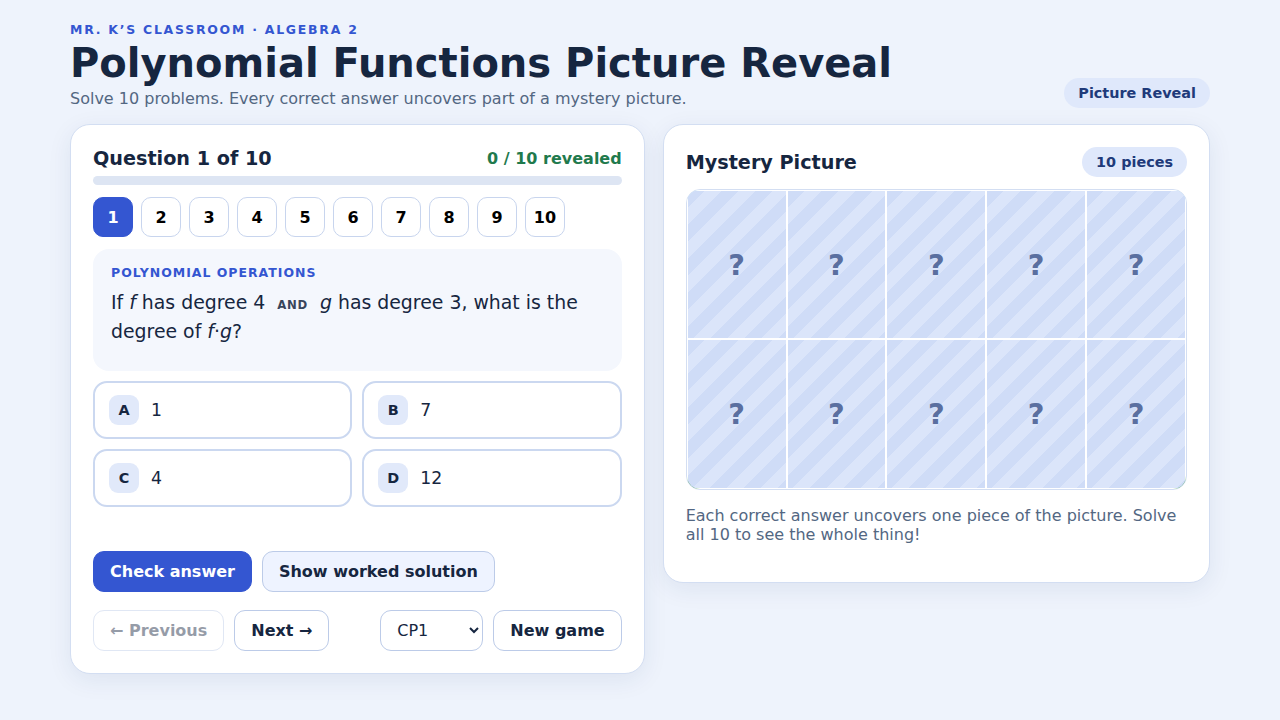 MR. K’S CLASSROOM · ALGEBRA 2
Polynomial Functions Picture Reveal
Solve 10 problems. Every correct answer uncovers part of a mystery picture.
Picture Reveal
Question 1 of 10
0 / 10 revealed
1 2 3 4 5 6 7 8 9 10
POLYNOMIAL OPERATIONS
If f has degree 4 AND g has degree 3, what is the
degree of f·g?
A 1
B 7
C 4
D 12
Check answer
Show worked solution
← Previous
Next →
CP1
New game
Mystery Picture
10 pieces
? ? ? ? ?
? ? ? ? ?
Each correct answer uncovers one piece of the picture. Solve
all 10 to see the whole thing!